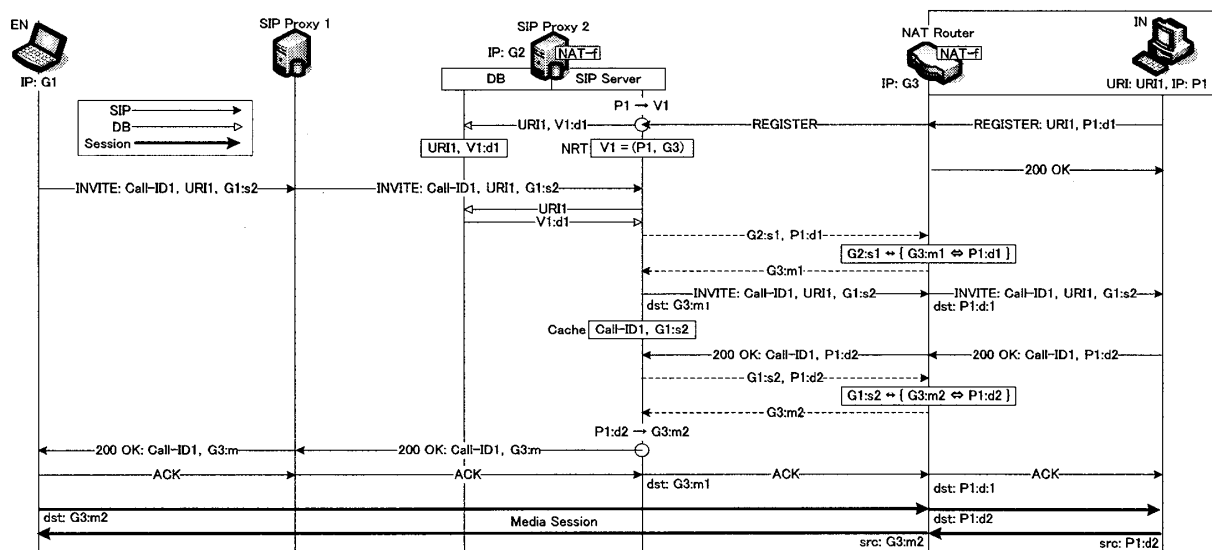 EN
SIP Proxy 1
SIP Proxy 2
NAT Router
IN
IP: G2
NAT-f
NAT-f
DB
SIP Server
IP: G1
IP: G3
URI: URI1, IP: P1
SIP
DB
Session
P1 → V1
URI1, V1:d1
REGISTER
REGISTER: URI1, P1:d1
URI1, V1:d1
NRT
V1 = (P1, G3)
200 OK
INVITE: Call-ID1, URI1, G1:s2
INVITE: Call-ID1, URI1, G1:s2
URI1
V1:d1
G2:s1, P1:d1
G2:s1 ↔ { G3:m1 ⇔ P1:d1 }
G3:m1
INVITE: Call-ID1, URI1, G1:s2
INVITE: Call-ID1, URI1, G1:s2
dst: G3:m1
dst: P1:d:1
Cache
Call-ID1, G1:s2
200 OK: Call-ID1, P1:d2
200 OK: Call-ID1, P1:d2
G1:s2, P1:d2
G1:s2 ↔ { G3:m2 ⇔ P1:d2 }
G3:m2
P1:d2 → G3:m2
200 OK: Call-ID1, G3:m
200 OK: Call-ID1, G3:m
ACK
ACK
ACK
ACK
dst: G3:m1
dst: P1:d:1
dst: G3:m2
Media Session
dst: P1:d2
src: G3:m2
src: P1:d2